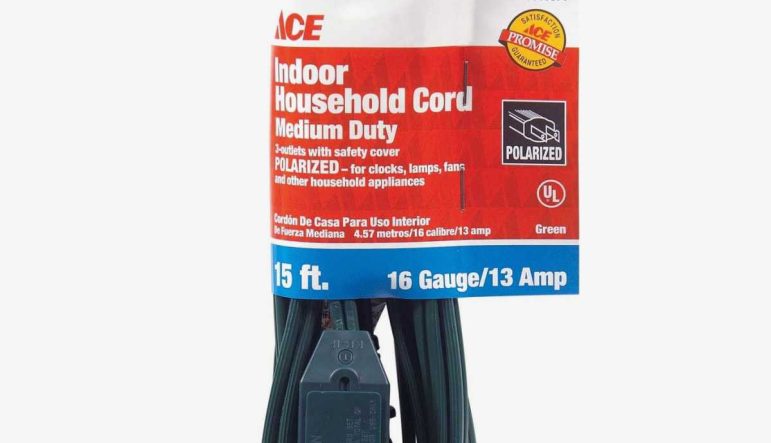 ACE
SATISFACTION
ACE
PROMISE
GUARANTEED
Indoor
Household Cord
Medium Duty
3-outlets with safety cover
POLARIZED – for clocks, lamps, fans
and other household appliances
POLARIZED
UL
Cordón De Casa Para Uso Interior
De Fuerza Mediana 4.57 metros/16 calibre/13 amp
Green
15 ft.
16 Gauge/13 Amp